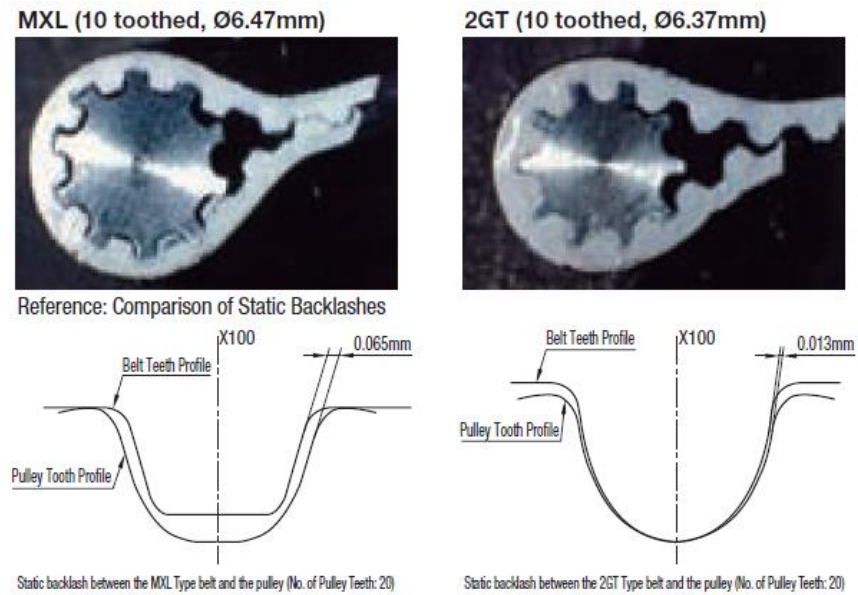 MXL (10 toothed, Ø6.47mm)
2GT (10 toothed, Ø6.37mm)
Reference: Comparison of Static Backlashes
X100
0.065mm
Belt Teeth Profile
Pulley Tooth Profile
Static backlash between the MXL Type belt and the pulley (No. of Pulley Teeth: 20)
Belt Teeth Profile
X100
0.013mm
Pulley Tooth Profile
Static backlash between the 2GT Type belt and the pulley (No. of Pulley Teeth: 20)